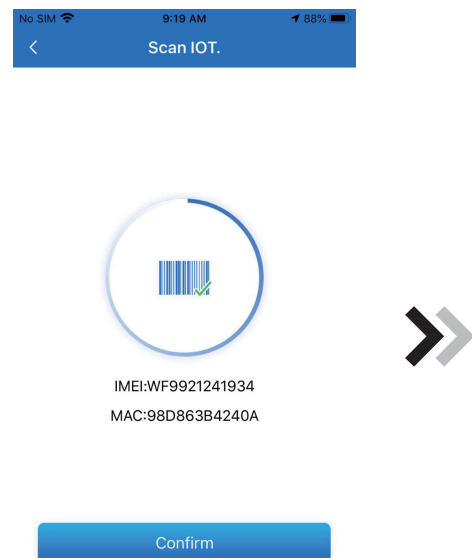 No SIM 9:19 AM 88%
Scan IOT.
IMEI:WF9921241934
MAC:98D863B4240A
Confirm